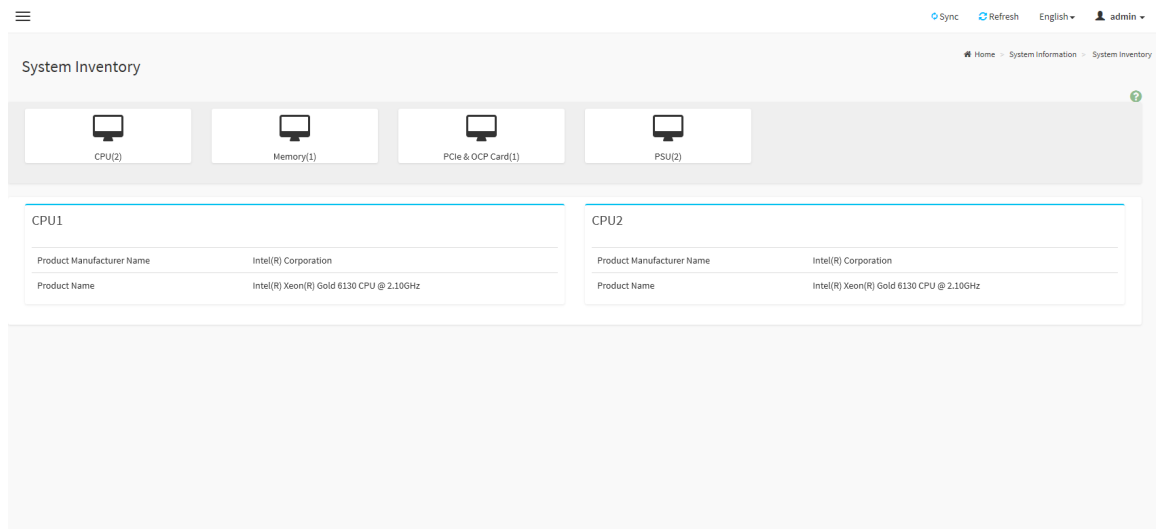 Sync Refresh English admin
Home > System Information > System Inventory
System Inventory
CPU(2) Memory(1) PCIe & OCP Card(1) PSU(2)
CPU1
Product Manufacturer Name Intel(R) Corporation
Product Name Intel(R) Xeon(R) Gold 6130 CPU @ 2.10GHz
CPU2
Product Manufacturer Name Intel(R) Corporation
Product Name Intel(R) Xeon(R) Gold 6130 CPU @ 2.10GHz